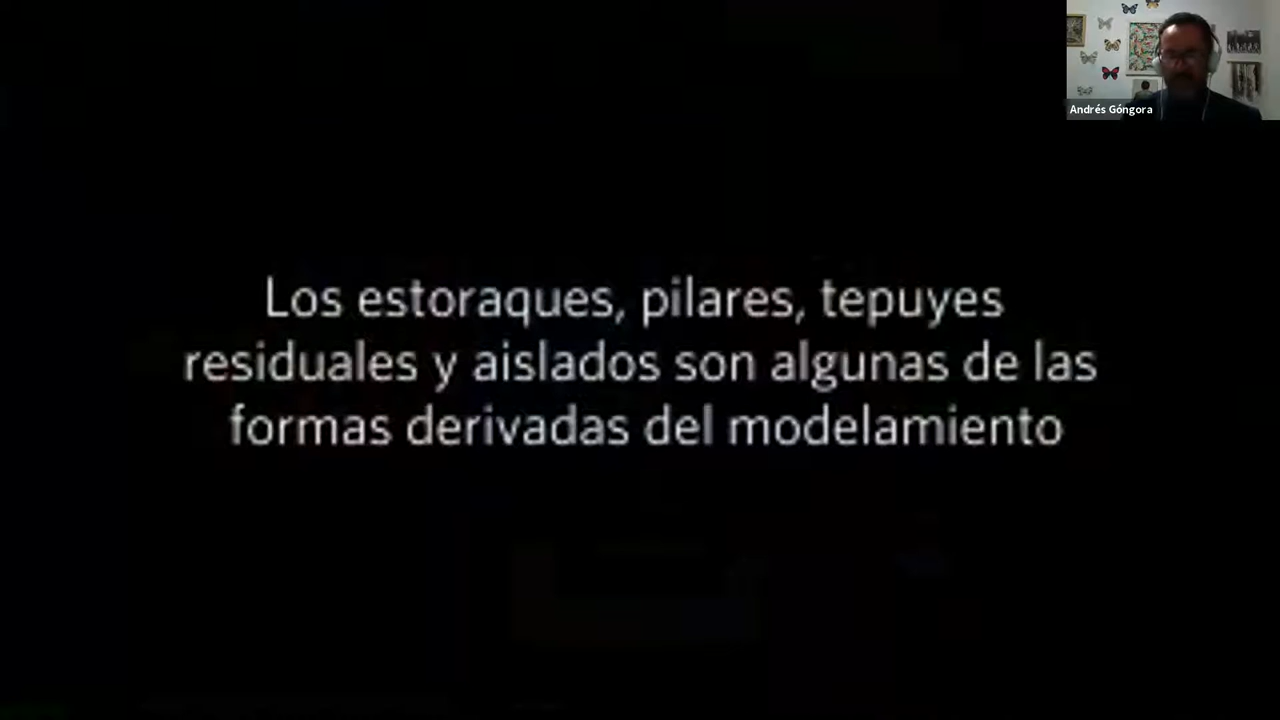 Andrés Góngora
Los estoraques, pilares, tepuyes
residuales y aislados son algunas de las
formas derivadas del modelamiento